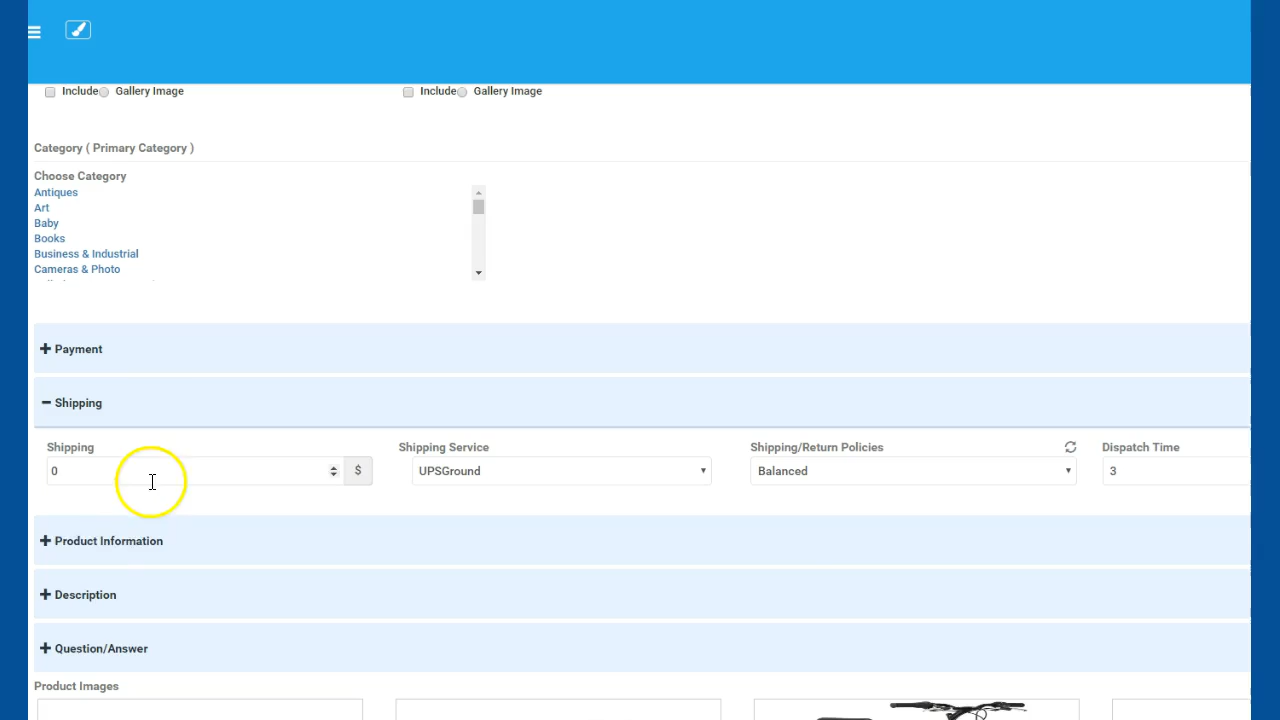 Include Gallery Image Include Gallery Image
Category ( Primary Category )
Choose Category
Antiques
Art
Baby
Books
Business & Industrial
Cameras & Photo
Payment
Shipping
Shipping Shipping Service Shipping/Return Policies Dispatch Time
0 $ UPSGround Balanced 3
Product Information
Description
Question/Answer
Product Images